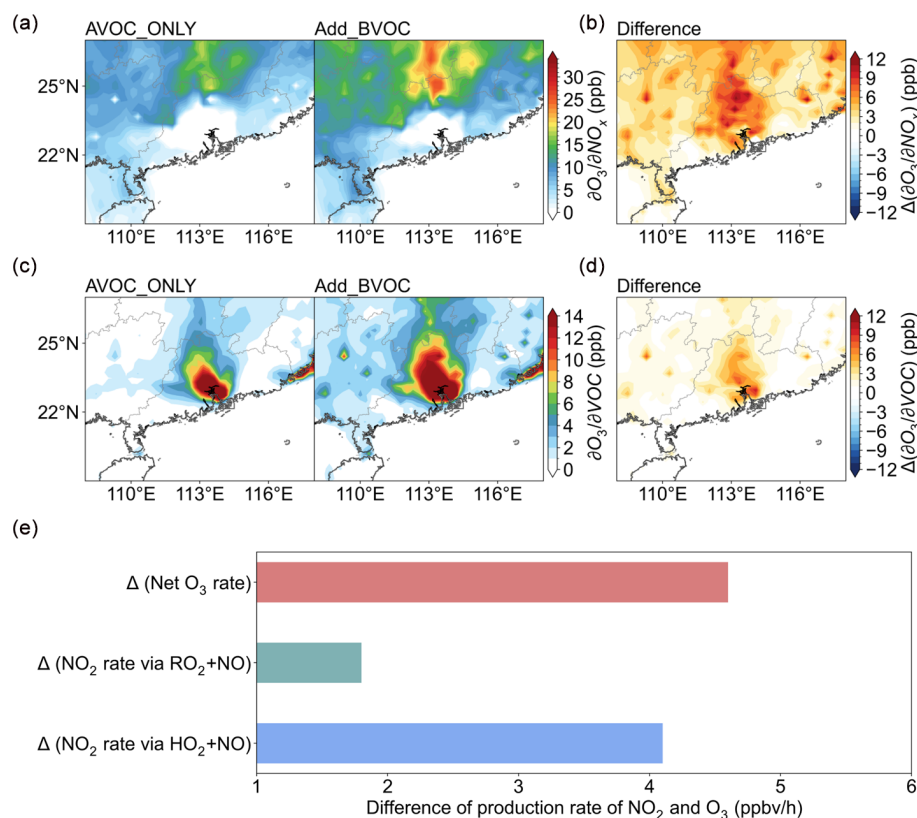 (a)
AVOC_ONLY
Add_BVOC
(b)
Difference
25°N
22°N
110°E
113°E
116°E
110°E
113°E
116°E
30
25
20
15
10
5
0
∂O₃/∂NOₓ (ppb)
110°E
113°E
116°E
12
9
6
3
0
−3
−6
−9
−12
Δ(∂O₃/∂NOₓ) (ppb)
(c)
AVOC_ONLY
Add_BVOC
(d)
Difference
25°N
22°N
110°E
113°E
116°E
110°E
113°E
116°E
14
12
10
8
6
4
2
0
∂O₃/∂VOC (ppb)
110°E
113°E
116°E
12
9
6
3
0
−3
−6
−9
−12
Δ(∂O₃/∂VOC) (ppb)
(e)
Δ (Net O₃ rate)
Δ (NO₂ rate via RO₂+NO)
Δ (NO₂ rate via HO₂+NO)
1
2
3
4
5
6
Difference of production rate of NO₂ and O₃ (ppbv/h)